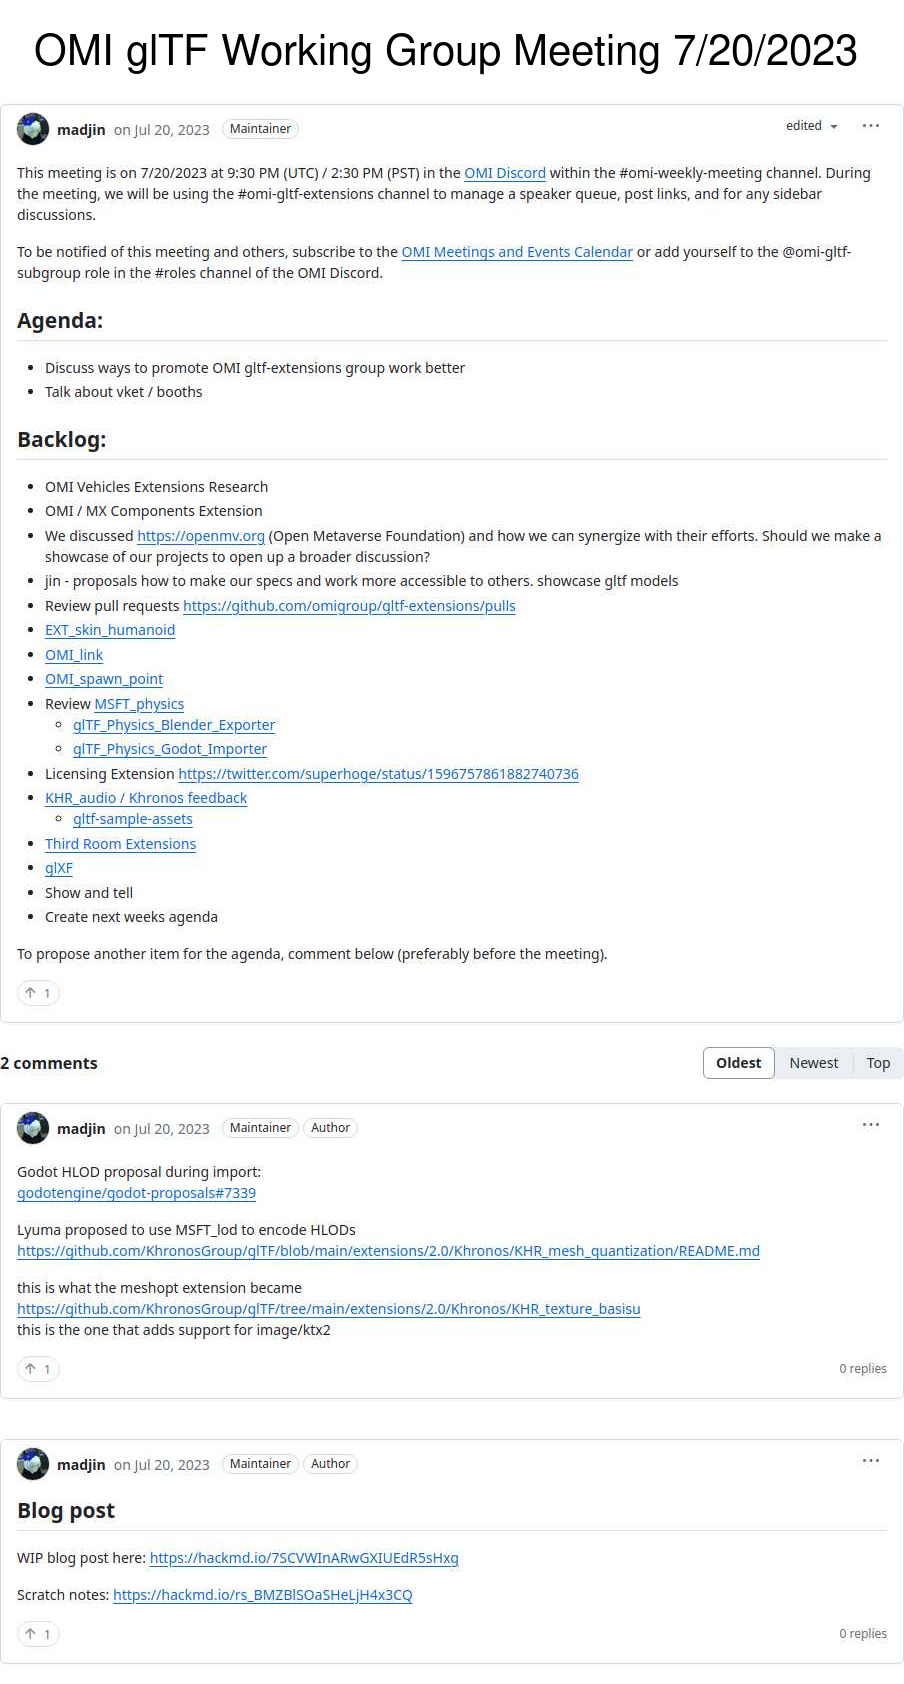 OMI glTF Working Group Meeting 7/20/2023
madjin on Jul 20, 2023 Maintainer edited
This meeting is on 7/20/2023 at 9:30 PM (UTC) / 2:30 PM (PST) in the OMI Discord within the #omi-weekly-meeting channel. During
the meeting, we will be using the #omi-gltf-extensions channel to manage a speaker queue, post links, and for any sidebar
discussions.
To be notified of this meeting and others, subscribe to the OMI Meetings and Events Calendar or add yourself to the @omi-gltf-
subgroup role in the #roles channel of the OMI Discord.
Agenda:
• Discuss ways to promote OMI gltf-extensions group work better
• Talk about vket / booths
Backlog:
• OMI Vehicles Extensions Research
• OMI / MX Components Extension
• We discussed https://openmv.org (Open Metaverse Foundation) and how we can synergize with their efforts. Should we make a
showcase of our projects to open up a broader discussion?
• jin - proposals how to make our specs and work more accessible to others. showcase gltf models
• Review pull requests https://github.com/omigroup/gltf-extensions/pulls
• EXT_skin_humanoid
• OMI_link
• OMI_spawn_point
• Review MSFT_physics
◦ glTF_Physics_Blender_Exporter
◦ glTF_Physics_Godot_Importer
• Licensing Extension https://twitter.com/superhoge/status/1596757861882740736
• KHR_audio / Khronos feedback
◦ gltf-sample-assets
• Third Room Extensions
• glXF
• Show and tell
• Create next weeks agenda
To propose another item for the agenda, comment below (preferably before the meeting).
↑ 1
2 comments Oldest Newest Top
madjin on Jul 20, 2023 Maintainer Author
Godot HLOD proposal during import:
godotengine/godot-proposals#7339
Lyuma proposed to use MSFT_lod to encode HLODs
https://github.com/KhronosGroup/glTF/blob/main/extensions/2.0/Khronos/KHR_mesh_quantization/README.md
this is what the meshopt extension became
https://github.com/KhronosGroup/glTF/tree/main/extensions/2.0/Khronos/KHR_texture_basisu
this is the one that adds support for image/ktx2
↑ 1 0 replies
madjin on Jul 20, 2023 Maintainer Author
Blog post
WIP blog post here: https://hackmd.io/7SCVWInARwGXIUEdR5sHxg
Scratch notes: https://hackmd.io/rs_BMZBlSOaSHeLjH4x3CQ
↑ 1 0 replies